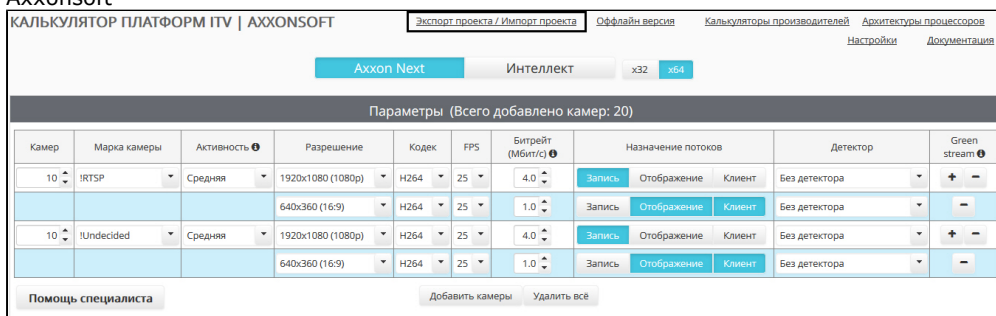 Axxonsoft
КАЛЬКУЛЯТОР ПЛАТФОРМ ITV | AXXONSOFT Экспорт проекта / Импорт проекта Оффлайн версия Калькуляторы производителей Архитектуры процессоров
Настройки Документация
Axxon Next Интеллект x32 x64
Параметры (Всего добавлено камер: 20)
Камер Марка камеры Активность Разрешение Кодек FPS Битрейт (Мбит/с) Назначение потоков Детектор Green stream
10 !RTSP Средняя 1920x1080 (1080p) H264 25 4.0 Запись Отображение Клиент Без детектора + −
640x360 (16:9) H264 25 1.0 Запись Отображение Клиент Без детектора −
10 !Undecided Средняя 1920x1080 (1080p) H264 25 4.0 Запись Отображение Клиент Без детектора + −
640x360 (16:9) H264 25 1.0 Запись Отображение Клиент Без детектора −
Помощь специалиста Добавить камеры Удалить всё